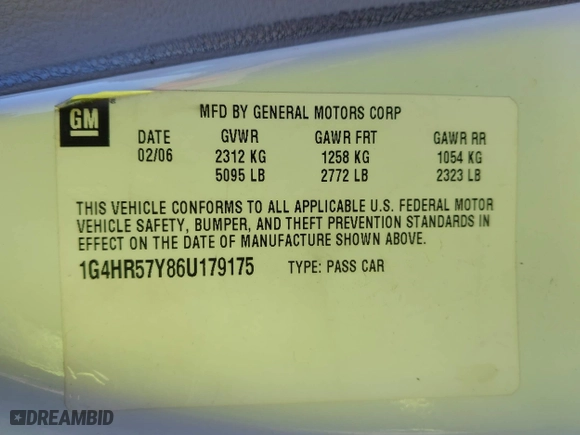 GM
MFD BY GENERAL MOTORS CORP
DATE GVWR GAWR FRT GAWR RR
02/06 2312 KG 1258 KG 1054 KG
5095 LB 2772 LB 2323 LB
THIS VEHICLE CONFORMS TO ALL APPLICABLE U.S. FEDERAL MOTOR
VEHICLE SAFETY, BUMPER, AND THEFT PREVENTION STANDARDS IN
EFFECT ON THE DATE OF MANUFACTURE SHOWN ABOVE.
1G4HR57Y86U179175 TYPE: PASS CAR
DREAMBID